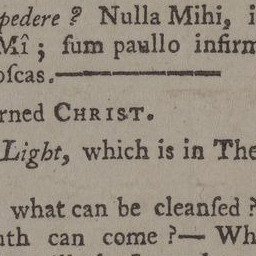 pedere ? Nulla Mihi, i
Mî ; ſum paullo infirm
oſcas.—
rned CHRIST.
Light, which is in The
what can be cleanſed ?
uth can come ?— Wh